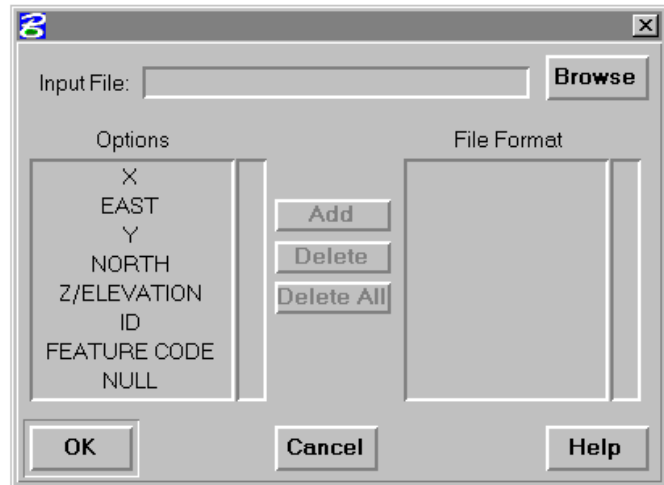 Input File:
Browse
Options
File Format
X
EAST
Y
NORTH
Z/ELEVATION
ID
FEATURE CODE
NULL
Add
Delete
Delete All
OK
Cancel
Help